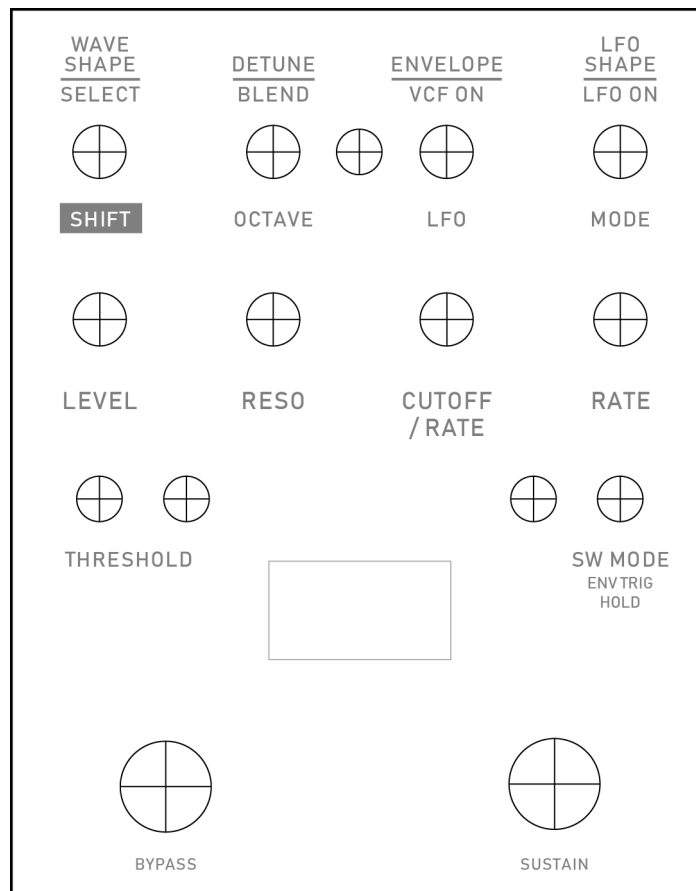 WAVE
SHAPE
SELECT
DETUNE
BLEND
ENVELOPE
VCF ON
LFO
SHAPE
LFO ON
SHIFT
OCTAVE
LFO
MODE
LEVEL
RESO
CUTOFF
/ RATE
RATE
THRESHOLD
SW MODE
ENV TRIG
HOLD
BYPASS
SUSTAIN